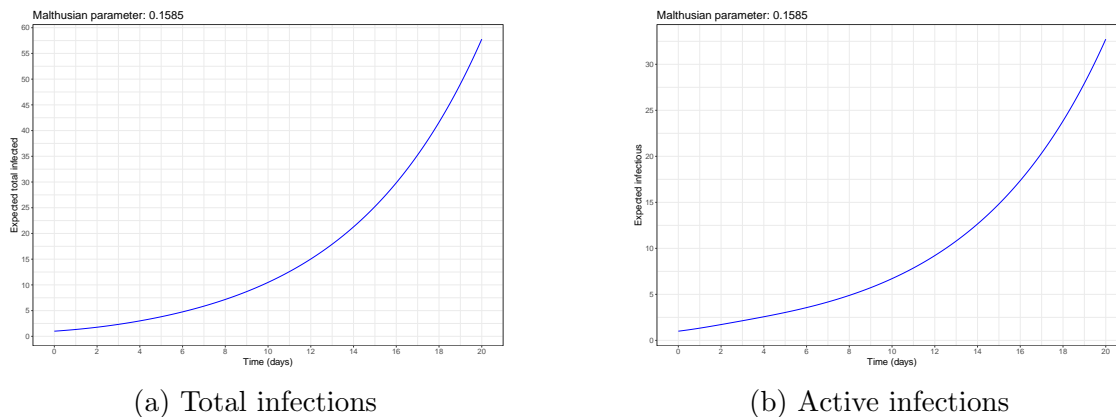 Malthusian parameter: 0.1585
Expected total infected
60
55
50
45
40
35
30
25
20
15
10
5
0
0 2 4 6 8 10 12 14 16 18 20
Time (days)
(a) Total infections
Malthusian parameter: 0.1585
Expected infectious
30
25
20
15
10
5
0
0 2 4 6 8 10 12 14 16 18 20
Time (days)
(b) Active infections